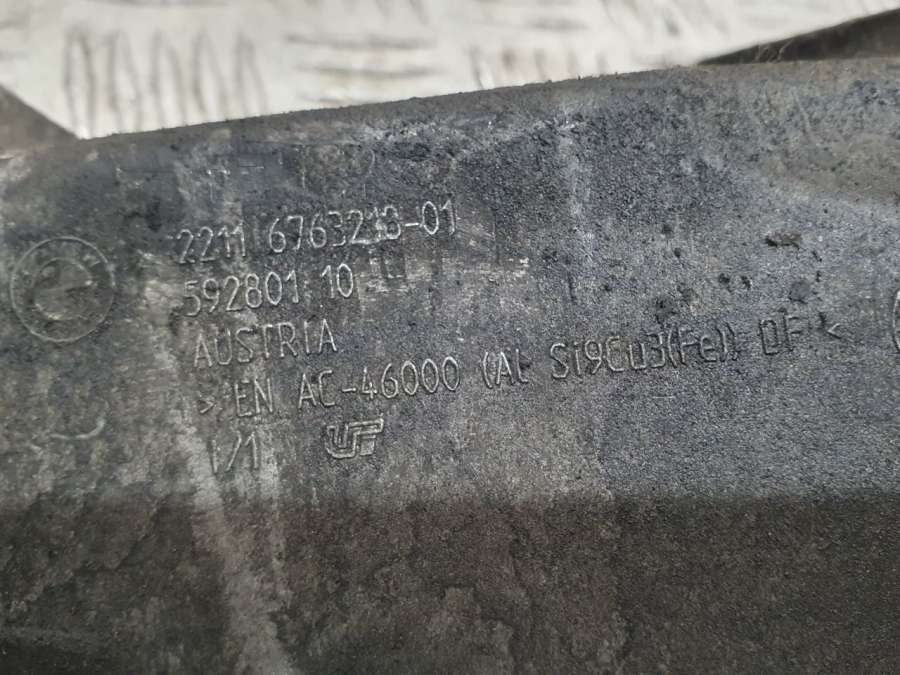 2211 6763213-01
592801 10
AUSTRIA
>EN AC-46000 (AL Si9Cu3(Fe)) DF<
1/1